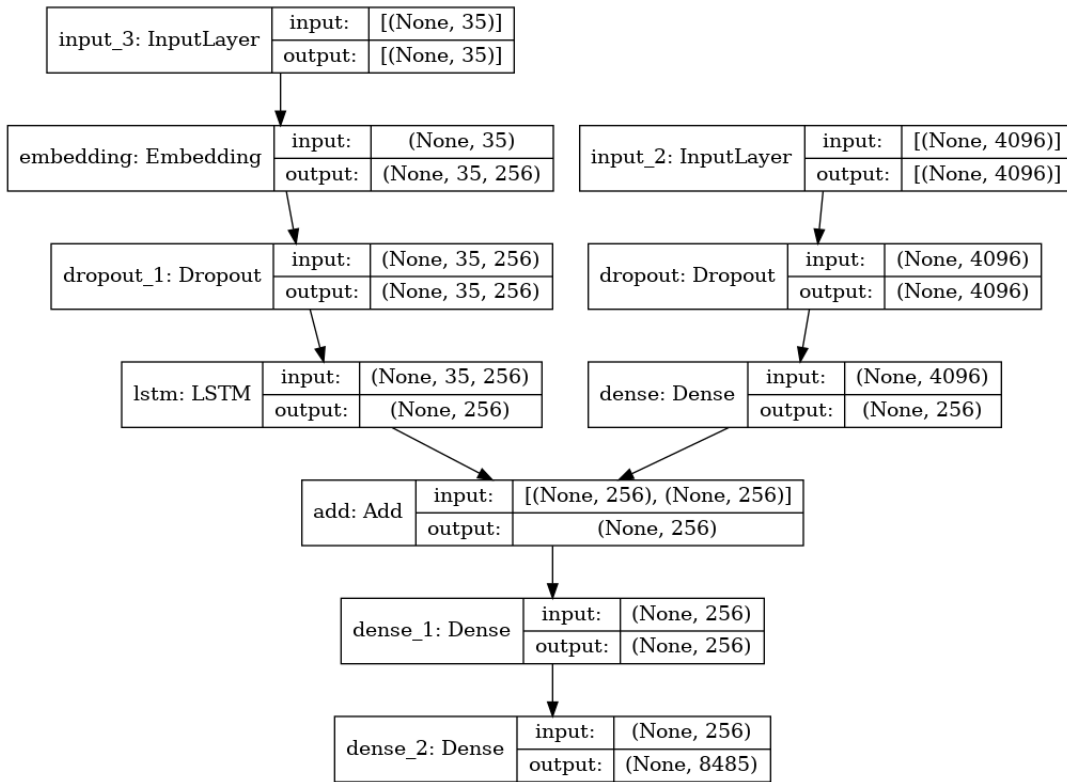 input_3: InputLayer
input: [(None, 35)]
output: [(None, 35)]
embedding: Embedding
input: (None, 35)
output: (None, 35, 256)
input_2: InputLayer
input: [(None, 4096)]
output: [(None, 4096)]
dropout_1: Dropout
input: (None, 35, 256)
output: (None, 35, 256)
dropout: Dropout
input: (None, 4096)
output: (None, 4096)
lstm: LSTM
input: (None, 35, 256)
output: (None, 256)
dense: Dense
input: (None, 4096)
output: (None, 256)
add: Add
input: [(None, 256), (None, 256)]
output: (None, 256)
dense_1: Dense
input: (None, 256)
output: (None, 256)
dense_2: Dense
input: (None, 256)
output: (None, 8485)